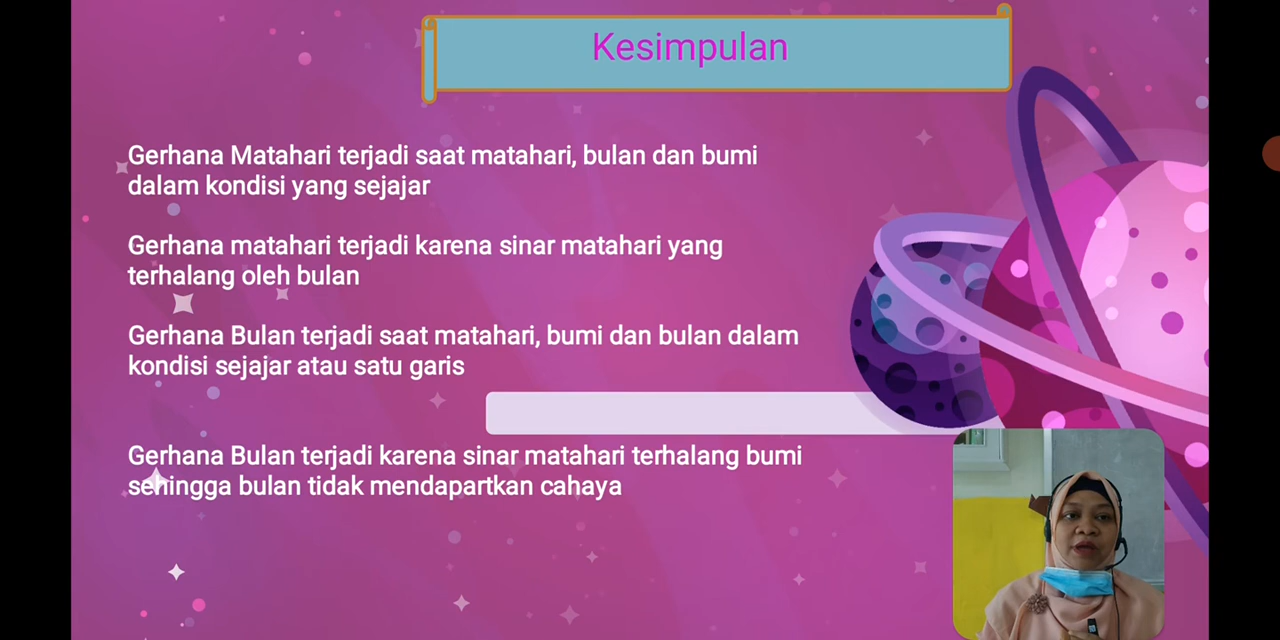 Kesimpulan
Gerhana Matahari terjadi saat matahari, bulan dan bumi
dalam kondisi yang sejajar
Gerhana matahari terjadi karena sinar matahari yang
terhalang oleh bulan
Gerhana Bulan terjadi saat matahari, bumi dan bulan dalam
kondisi sejajar atau satu garis
Gerhana Bulan terjadi karena sinar matahari terhalang bumi
sehingga bulan tidak mendapartkan cahaya